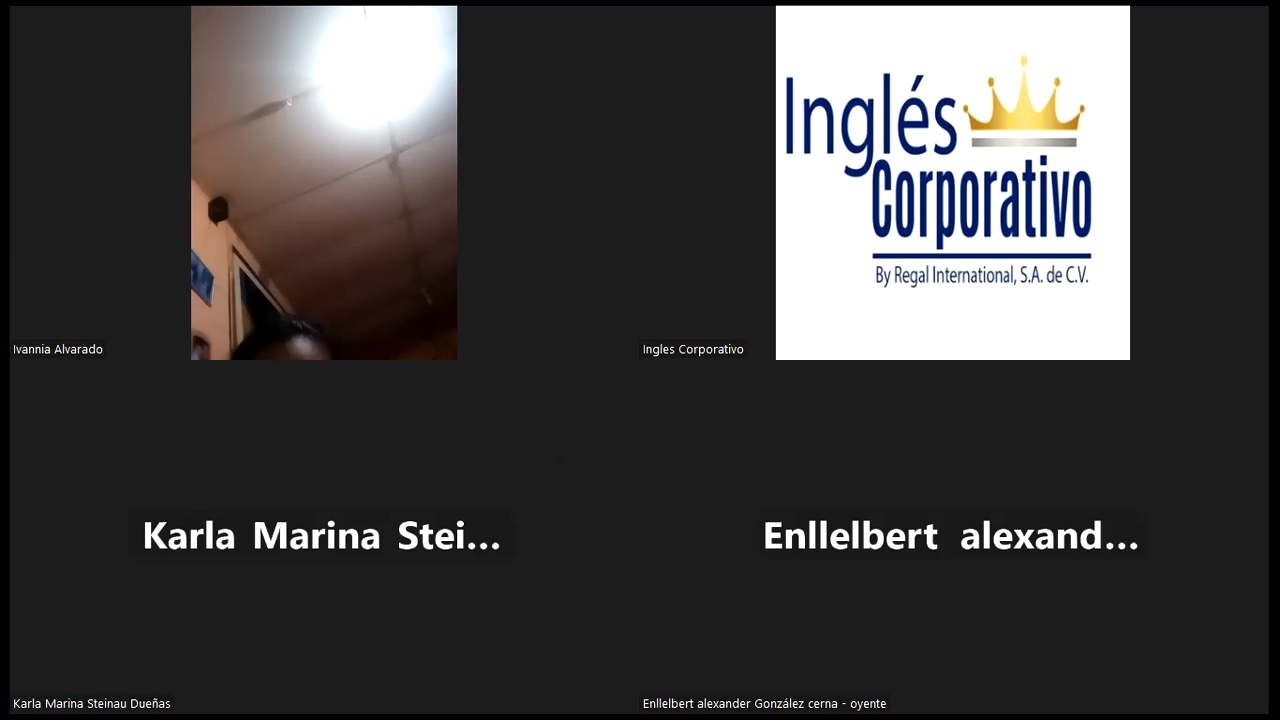 Inglés
Corporativo
By Regal International, S.A. de C.V.
Ivannia Alvarado
Ingles Corporativo
Karla Marina Stei...
Enllelbert alexand...
Karla Marina Steinau Dueñas
Enllelbert alexander González cerna - oyente